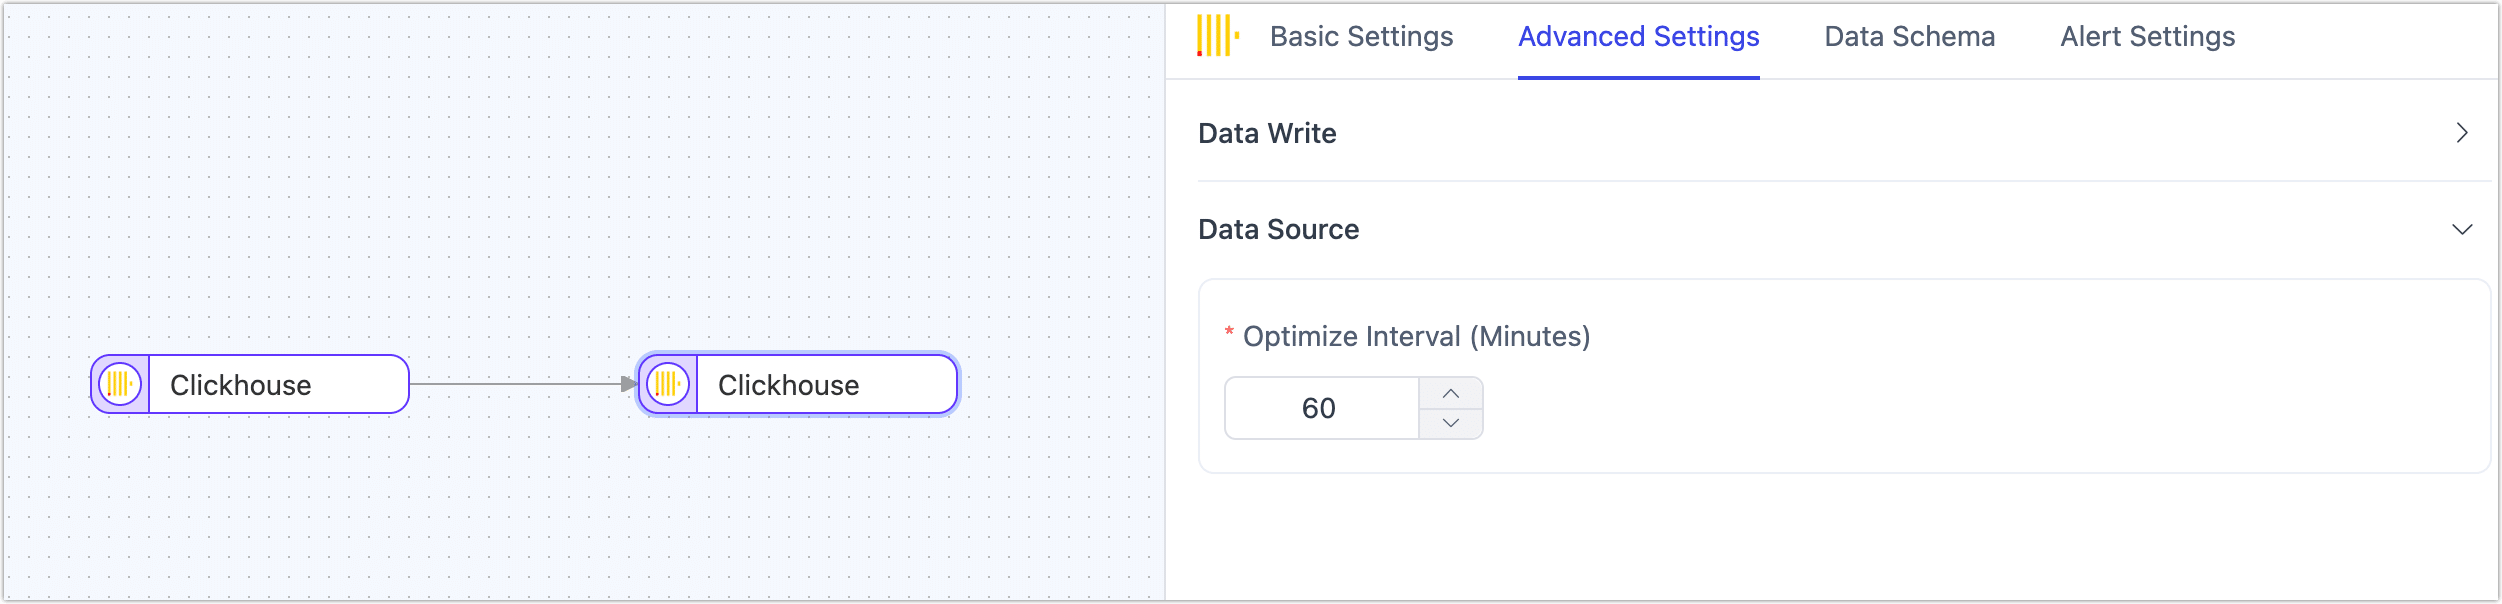 Basic Settings
Advanced Settings
Data Schema
Alert Settings
Data Write
Data Source
* Optimize Interval (Minutes)
60
Clickhouse
Clickhouse